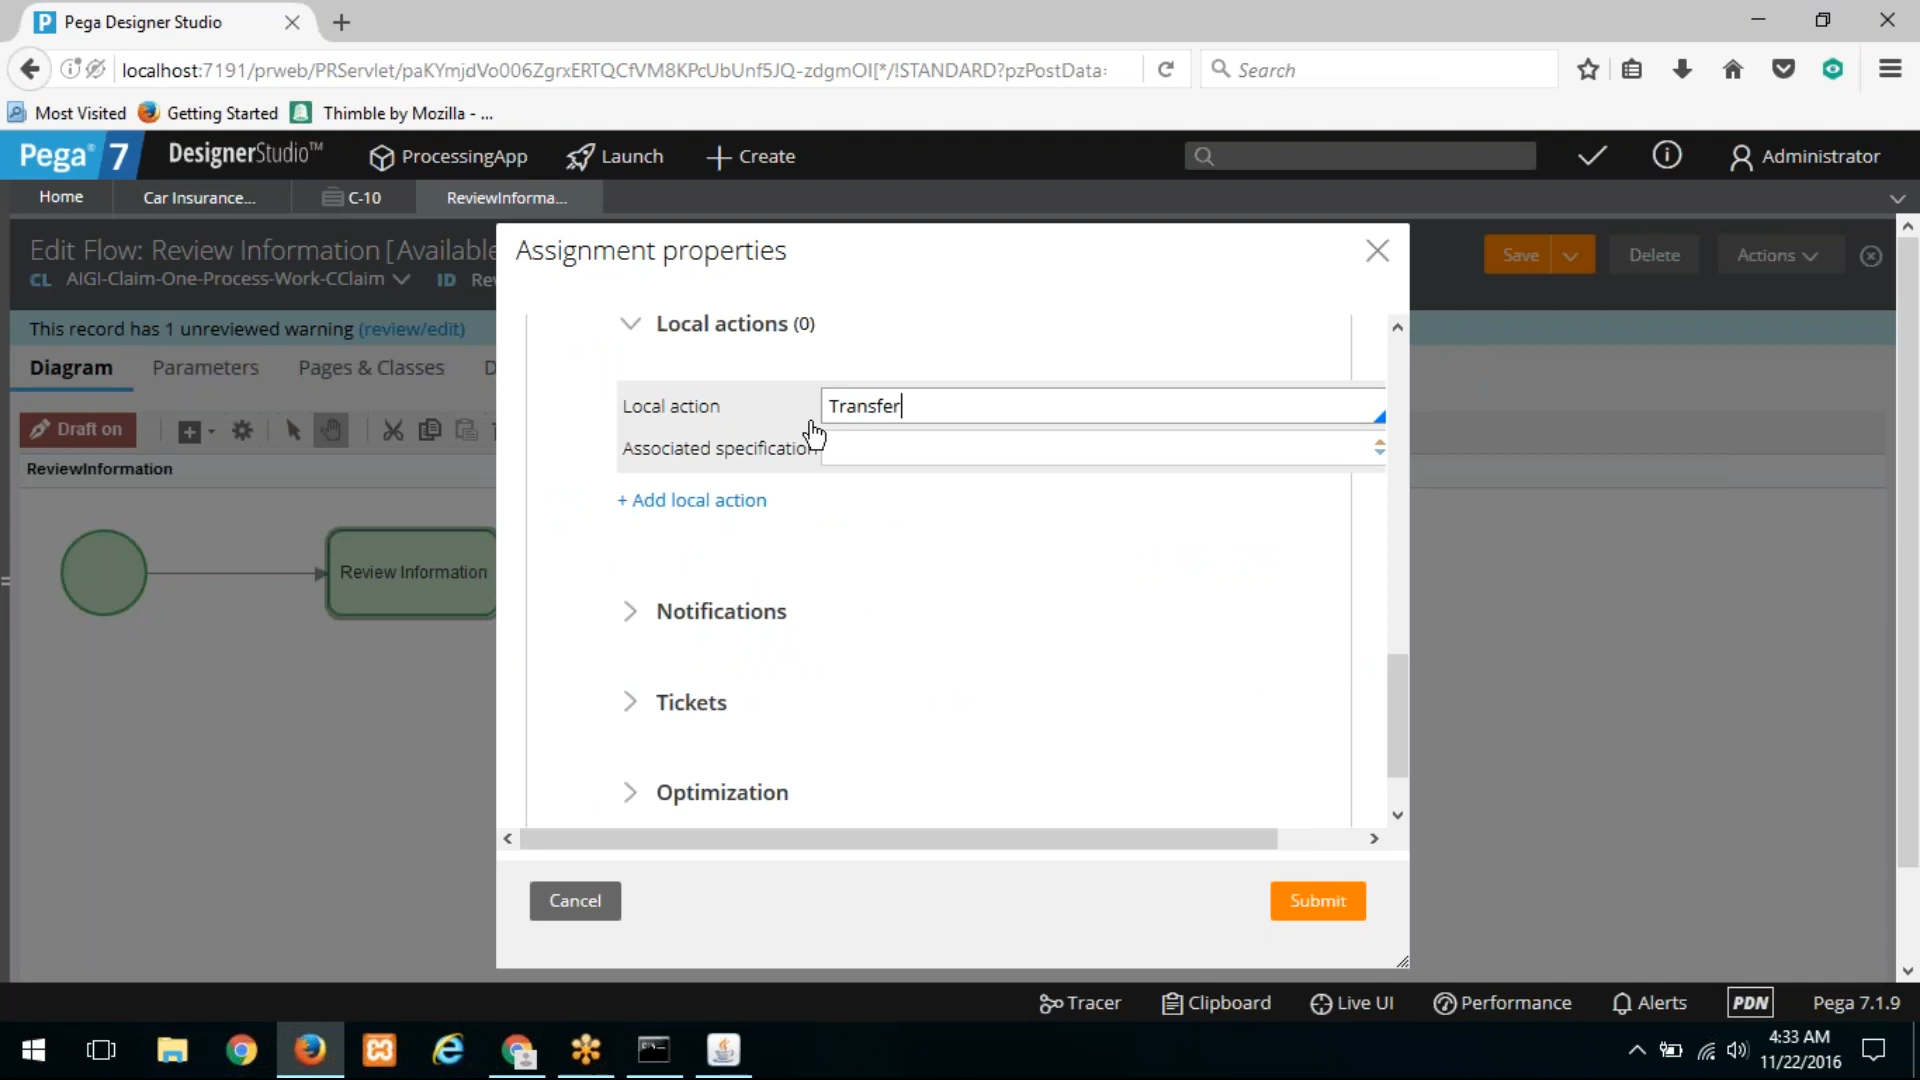 Pega Designer Studio
localhost:7191/prweb/PRServlet/paKYmjdVo006ZgrxERTQCfVM8KPcUbUnf5JQ-zdgmOI[*/!STANDARD?pzPostData:
Search
Most Visited
Getting Started
Thimble by Mozilla - ...
Pega 7
DesignerStudio™
ProcessingApp
Launch
Create
Administrator
Home
Car Insurance...
C-10
ReviewInforma...
Edit Flow: Review Information [Available
CL AIGI-Claim-One-Process-Work-CClaim
ID Re
Assignment properties
Save
Delete
Actions
This record has 1 unreviewed warning (review/edit)
Diagram
Parameters
Pages & Classes
D
Draft on
ReviewInformation
Review Information
Local actions (0)
Local action
Transfer
Associated specification
+ Add local action
Notifications
Tickets
Optimization
Cancel
Submit
Tracer
Clipboard
Live UI
Performance
Alerts
PDN
Pega 7.1.9
4:33 AM
11/22/2016